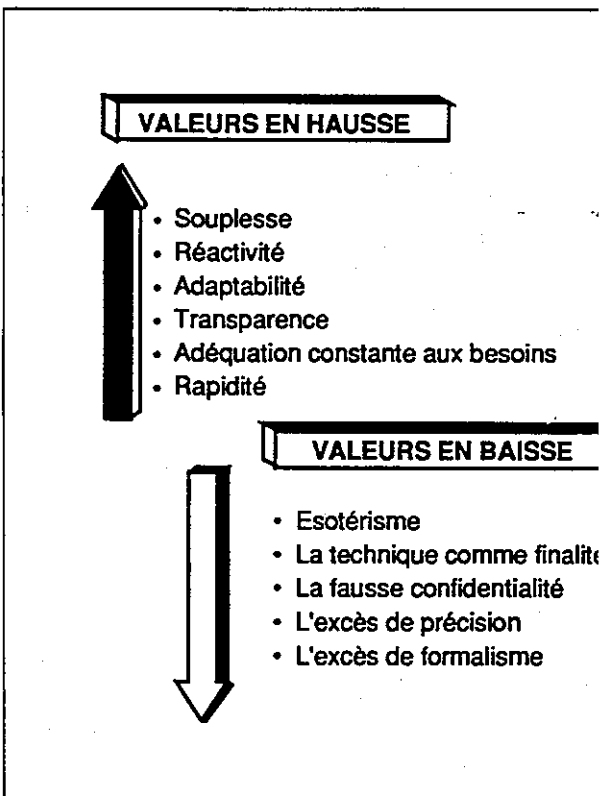 VALEURS EN HAUSSE
• Souplesse
• Réactivité
• Adaptabilité
• Transparence
• Adéquation constante aux besoins
• Rapidité
VALEURS EN BAISSE
• Esotérisme
• La technique comme finalité
• La fausse confidentialité
• L'excès de précision
• L'excès de formalisme